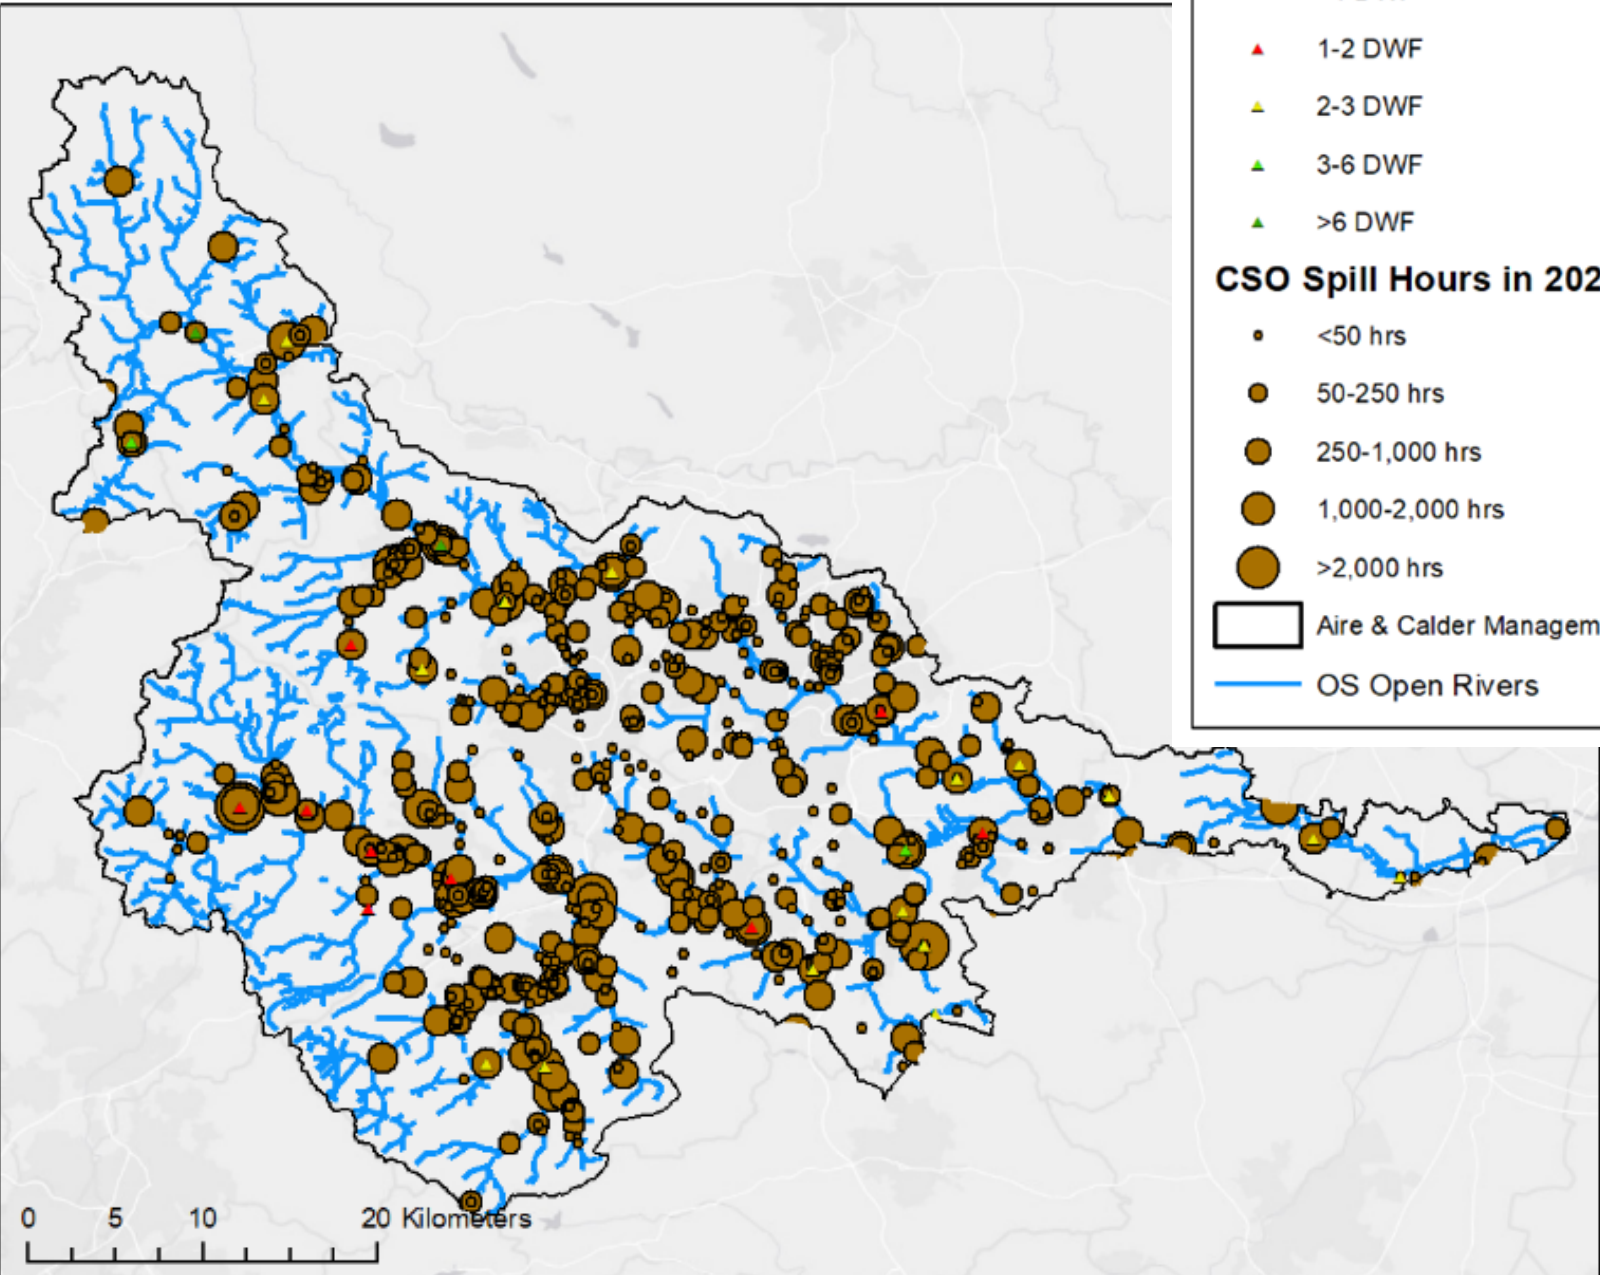 1-2 DWF
2-3 DWF
3-6 DWF
>6 DWF
CSO Spill Hours in 202
<50 hrs
50-250 hrs
250-1,000 hrs
1,000-2,000 hrs
>2,000 hrs
Aire & Calder Managem
OS Open Rivers
0 5 10 20 Kilometers